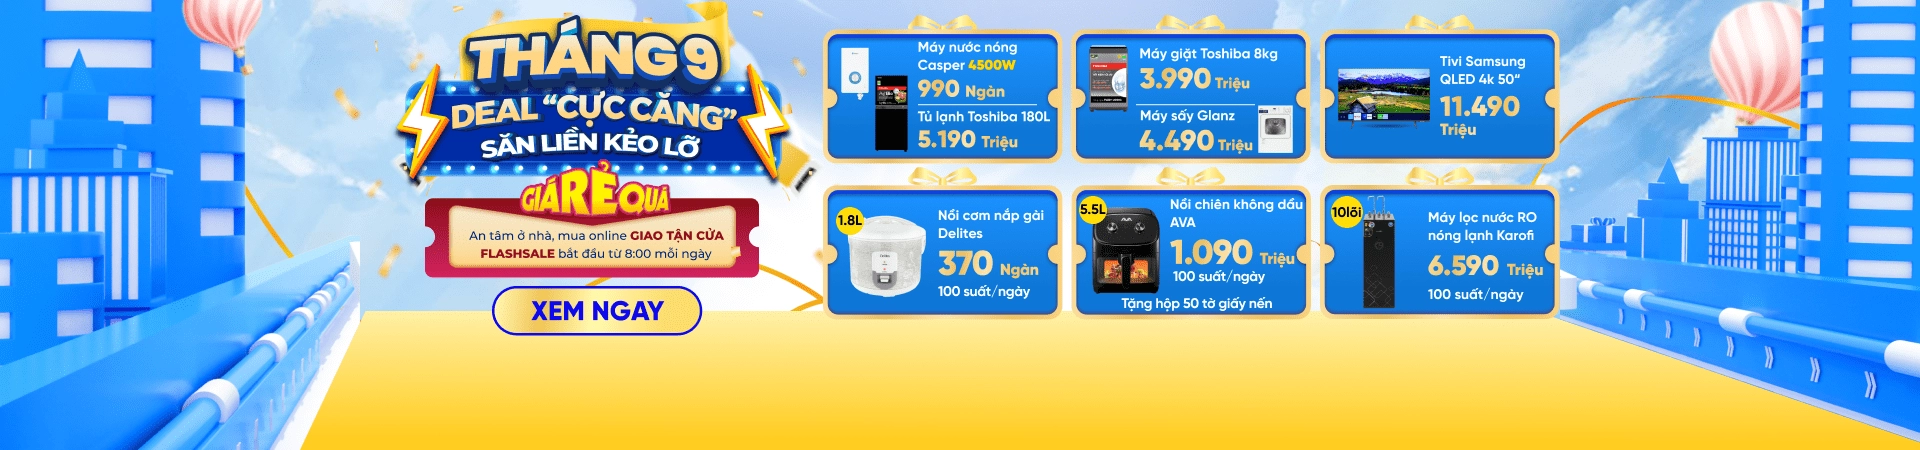 THÁNG 9
DEAL “CỰC CĂNG”
SĂN LIỀN KẺO LỠ
GIÁ RẺ QUÁ
An tâm ở nhà, mua online GIAO TẬN CỬA
FLASHSALE bắt đầu từ 8:00 mỗi ngày
XEM NGAY
Máy nước nóng
Casper 4500W
990 Ngàn
Tủ lạnh Toshiba 180L
5.190 Triệu
Máy giặt Toshiba 8kg
3.990 Triệu
Máy sấy Glanz
4.490 Triệu
Tivi Samsung
QLED 4k 50“
11.490
Triệu
1.8L
Nồi cơm nắp gài
Delites
370 Ngàn
100 suất/ngày
5.5L
AVA
Nồi chiên không dầu
AVA
1.090 Triệu
100 suất/ngày
Tặng hộp 50 tờ giấy nến
10lõi
Máy lọc nước RO
nóng lạnh Karofi
6.590 Triệu
100 suất/ngày